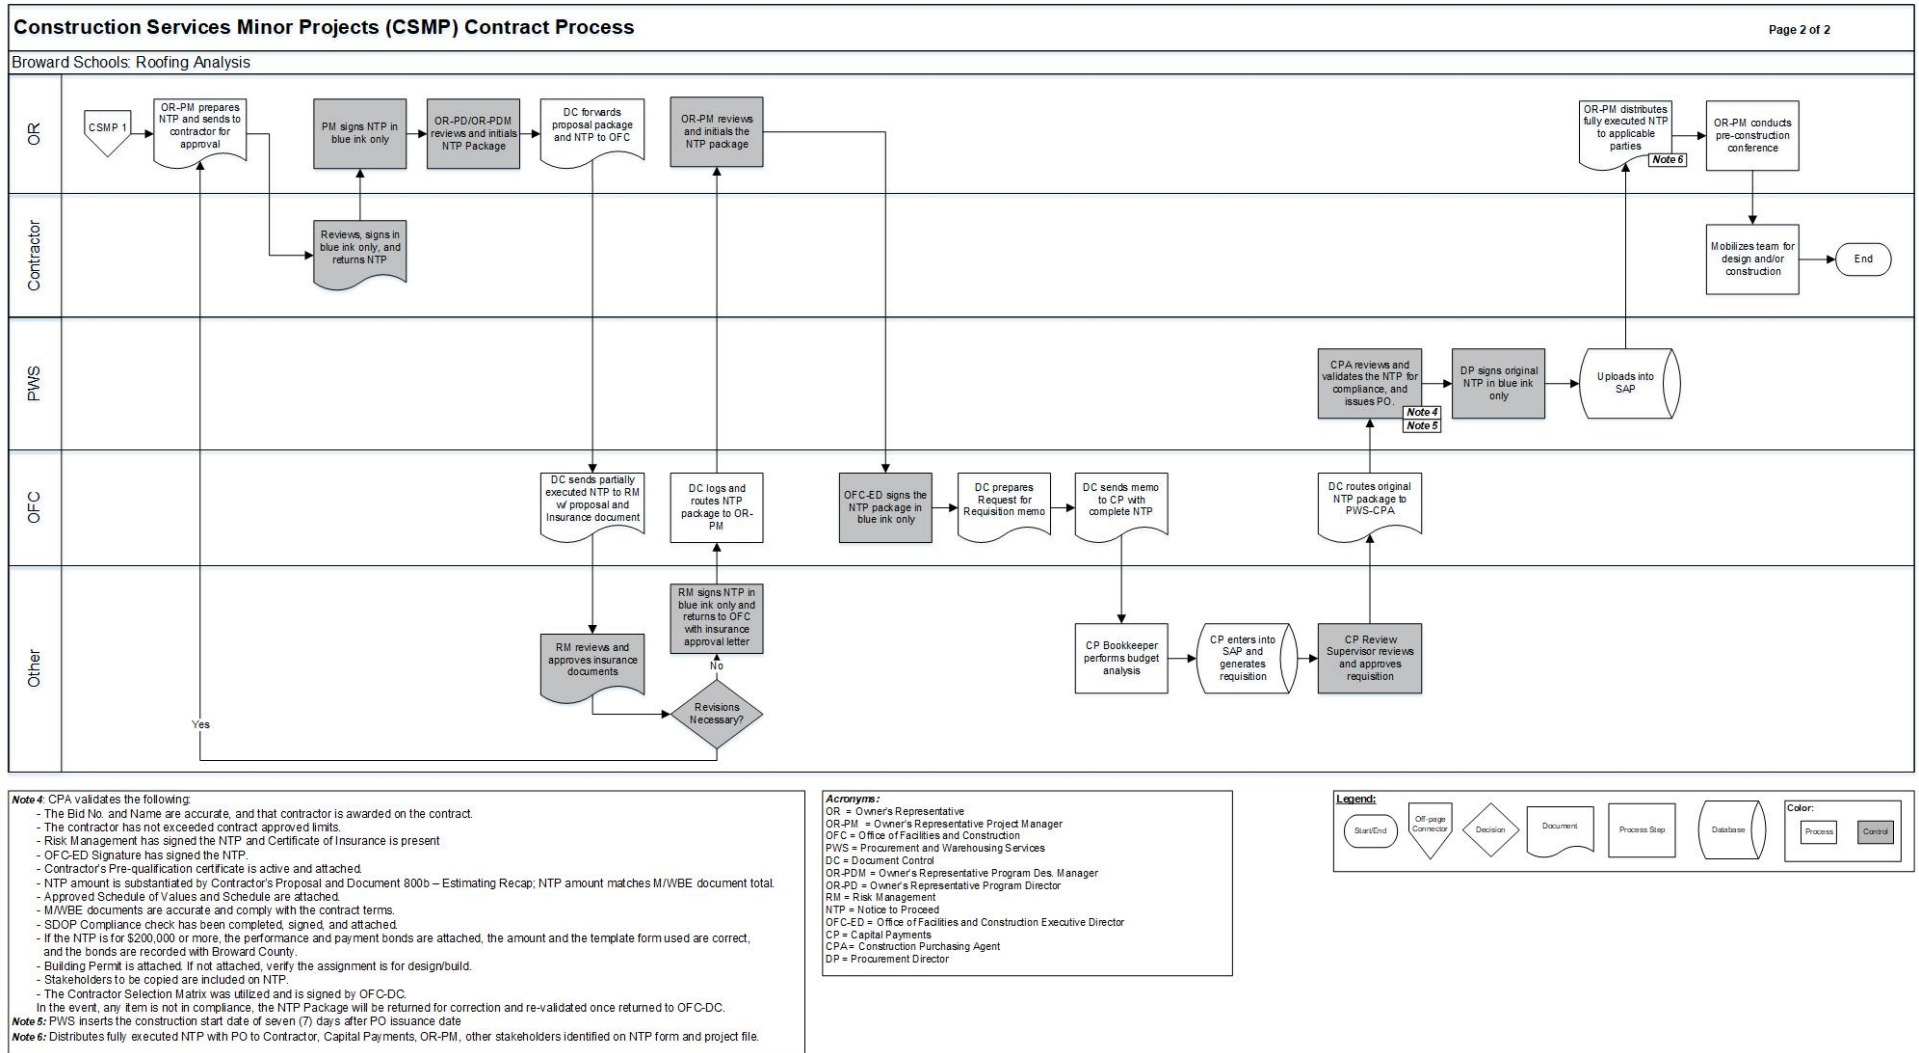 Construction Services Minor Projects (CSMP) Contract Process
Page 2 of 2
Broward Schools: Roofing Analysis
OR
CSMP 1
OR-PM prepares
NTP and sends to
contractor for
approval
PM signs NTP in
blue ink only
OR-PD/OR-PDM
reviews and initials
NTP Package
DC forwards
proposal package
and NTP to OFC
OR-PM reviews
and initials the
NTP package
OR-PM distributes
fully executed NTP
to applicable
parties
Note 6
OR-PM conducts
pre-construction
conference
Contractor
Reviews, signs in
blue ink only, and
returns NTP
Mobilizes team for
design and/or
construction
End
PWS
CPA reviews and
validates the NTP for
compliance, and
issues PO.
Note 4
Note 5
DP signs original
NTP in blue ink
only
Uploads into
SAP
OFC
DC sends partially
executed NTP to RM
w/ proposal and
Insurance document
DC logs and
routes NTP
package to OR-
PM
OFC-ED signs the
NTP package in
blue ink only
DC prepares
Request for
Requisition memo
DC sends memo
to CP with
complete NTP
DC routes original
NTP package to
PWS-CPA
Other
RM signs NTP in
blue ink only and
returns to OFC
with insurance
approval letter
RM reviews and
approves insurance
documents
No
Revisions
Necessary?
Yes
CP Bookkeeper
performs budget
analysis
CP enters into
SAP and
generates
requisition
CP Review
Supervisor reviews
and approves
requisition
Note 4: CPA validates the following:
- The Bid No. and Name are accurate, and that contractor is awarded on the contract.
- The contractor has not exceeded contract approved limits.
- Risk Management has signed the NTP and Certificate of Insurance is present
- OFC-ED Signature has signed the NTP.
- Contractor's Pre-qualification certificate is active and attached.
- NTP amount is substantiated by Contractor's Proposal and Document 800b – Estimating Recap; NTP amount matches M/WBE document total.
- Approved Schedule of Values and Schedule are attached.
- M/WBE documents are accurate and comply with the contract terms.
- SDOP Compliance check has been completed, signed, and attached.
- If the NTP is for $200,000 or more, the performance and payment bonds are attached, the amount and the template form used are correct,
and the bonds are recorded with Broward County.
- Building Permit is attached. If not attached, verify the assignment is for design/build.
- Stakeholders to be copied are included on NTP.
- The Contractor Selection Matrix was utilized and is signed by OFC-DC.
In the event, any item is not in compliance, the NTP Package will be returned for correction and re-validated once returned to OFC-DC.
Note 5: PWS inserts the construction start date of seven (7) days after PO issuance date
Note 6: Distributes fully executed NTP with PO to Contractor, Capital Payments, OR-PM, other stakeholders identified on NTP form and project file.
Acronyms:
OR = Owner's Representative
OR-PM = Owner's Representative Project Manager
OFC = Office of Facilities and Construction
PWS = Procurement and Warehousing Services
DC = Document Control
OR-PDM = Owner's Representative Program Des. Manager
OR-PD = Owner's Representative Program Director
RM = Risk Management
NTP = Notice to Proceed
OFC-ED = Office of Facilities and Construction Executive Director
CP = Capital Payments
CPA = Construction Purchasing Agent
DP = Procurement Director
Legend:
Start/End
Off-page
Connector
Decision
Document
Process Step
Database
Color:
Process
Control